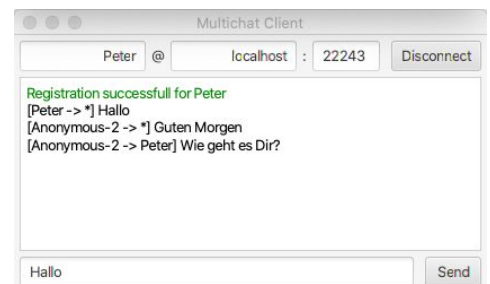 Multichat Client
Peter @ localhost : 22243 Disconnect
Registration successfull for Peter
[Peter -> *] Hallo
[Anonymous-2 -> *] Guten Morgen
[Anonymous-2 -> Peter] Wie geht es Dir?
Hallo Send